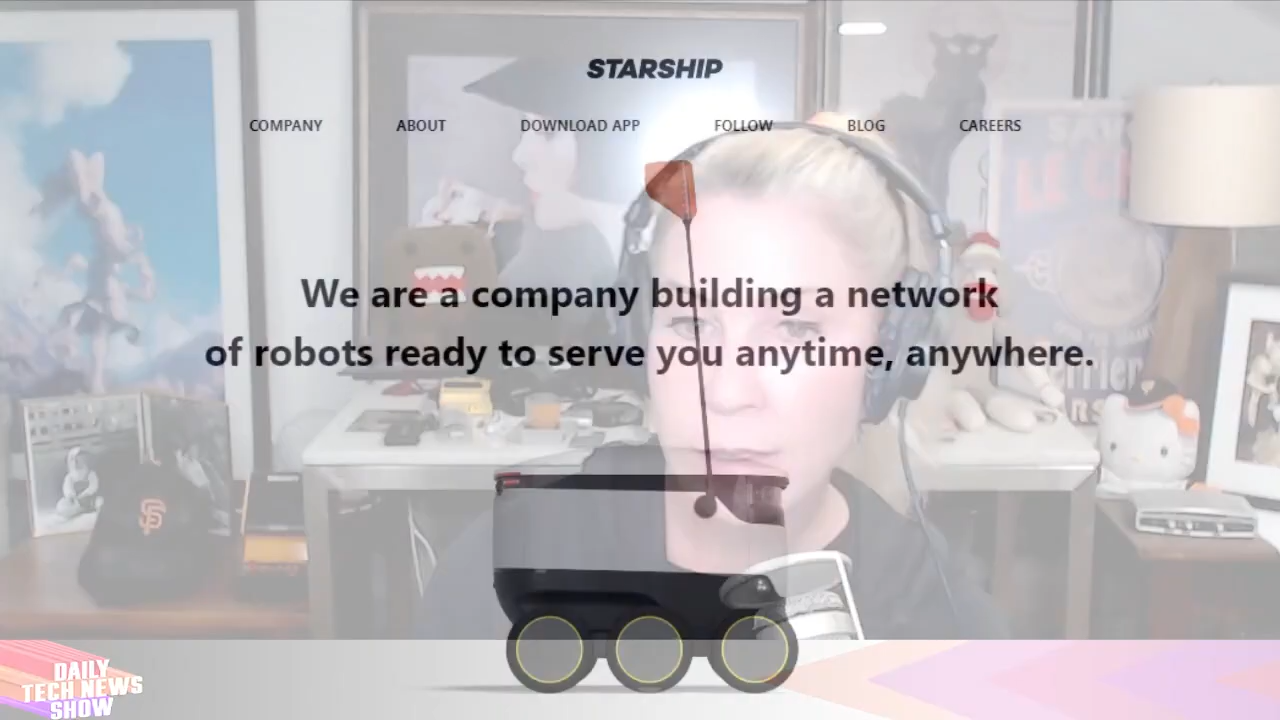 STARSHIP
COMPANY ABOUT DOWNLOAD APP FOLLOW BLOG CAREERS
We are a company building a network
of robots ready to serve you anytime, anywhere.
SF
DAILY
TECH NEWS
SHOW